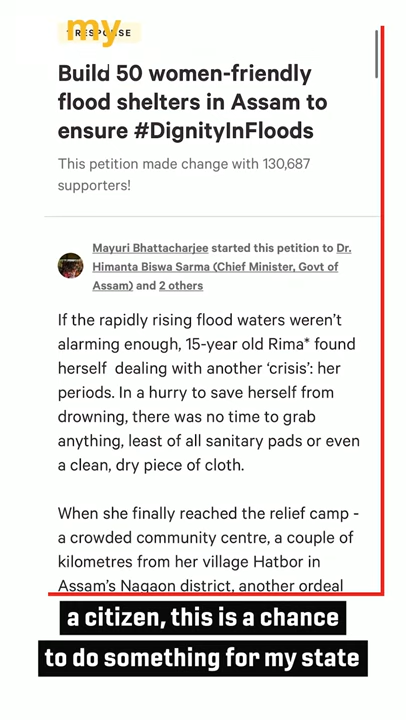 my
RESPONSE
Build 50 women-friendly
flood shelters in Assam to
ensure #DignityInFloods
This petition made change with 130,687
supporters!
Mayuri Bhattacharjee started this petition to Dr.
Himanta Biswa Sarma (Chief Minister, Govt of
Assam) and 2 others
If the rapidly rising flood waters weren't
alarming enough, 15-year old Rima* found
herself dealing with another 'crisis': her
periods. In a hurry to save herself from
drowning, there was no time to grab
anything, least of all sanitary pads or even
a clean, dry piece of cloth.
When she finally reached the relief camp -
a crowded community centre, a couple of
kilometres from her village Hatbor in
Assam's Nagaon district, another ordeal
a citizen, this is a chance
to do something for my state